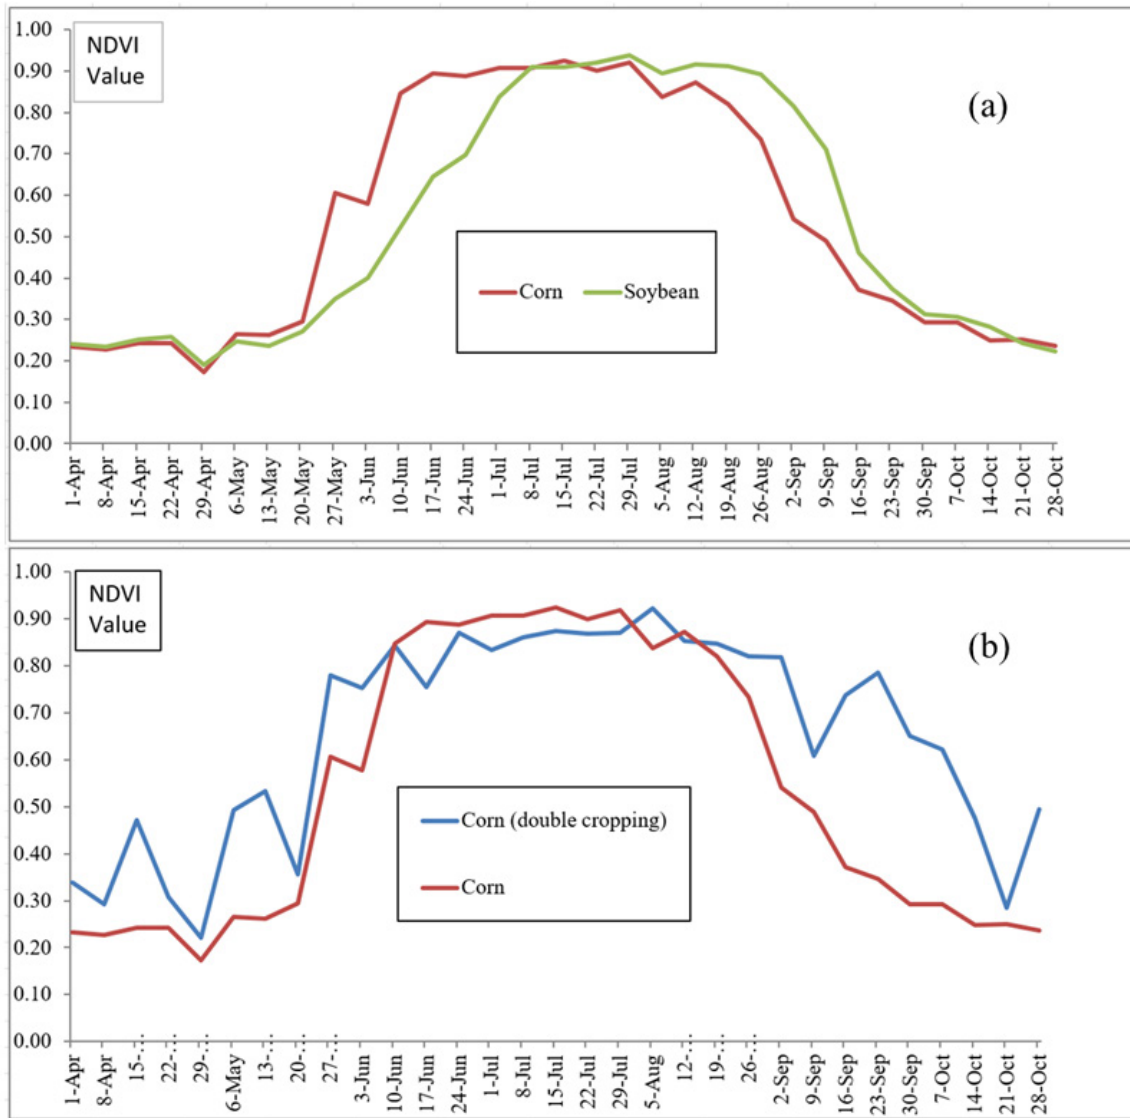 1.00
0.90
0.80
0.70
0.60
0.50
0.40
0.30
0.20
0.10
0.00
NDVI
Value
(a)
Corn
Soybean
1-Apr
8-Apr
15-Apr
22-Apr
29-Apr
6-May
13-May
20-May
27-May
3-Jun
10-Jun
17-Jun
24-Jun
1-Jul
8-Jul
15-Jul
22-Jul
29-Jul
5-Aug
12-Aug
19-Aug
26-Aug
2-Sep
9-Sep
16-Sep
23-Sep
30-Sep
7-Oct
14-Oct
21-Oct
28-Oct
1.00
0.90
0.80
0.70
0.60
0.50
0.40
0.30
0.20
0.10
0.00
NDVI
Value
(b)
Corn (double cropping)
Corn
1-Apr
8-Apr
15-…
22-…
29-…
6-May
13-…
20-…
27-…
3-Jun
10-Jun
17-Jun
24-Jun
1-Jul
8-Jul
15-Jul
22-Jul
29-Jul
5-Aug
12-…
19-…
26-…
2-Sep
9-Sep
16-Sep
23-Sep
30-Sep
7-Oct
14-Oct
21-Oct
28-Oct